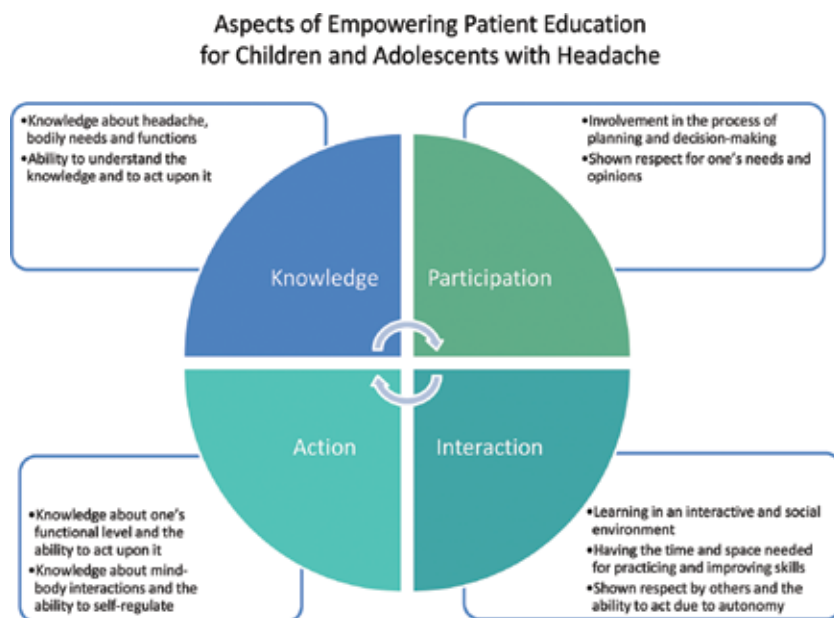 Aspects of Empowering Patient Education
for Children and Adolescents with Headache
•Knowledge about headache,
bodily needs and functions
•Ability to understand the
knowledge and to act upon it
•Involvement in the process of
planning and decision-making
•Shown respect for one's needs and
opinions
Knowledge
Participation
Action
Interaction
•Knowledge about one's
functional level and the
ability to act upon it
•Knowledge about mind-
body interactions and the
ability to self-regulate
•Learning in an interactive and social
environment
•Having the time and space needed
for practicing and improving skills
•Shown respect by others and the
ability to act due to autonomy